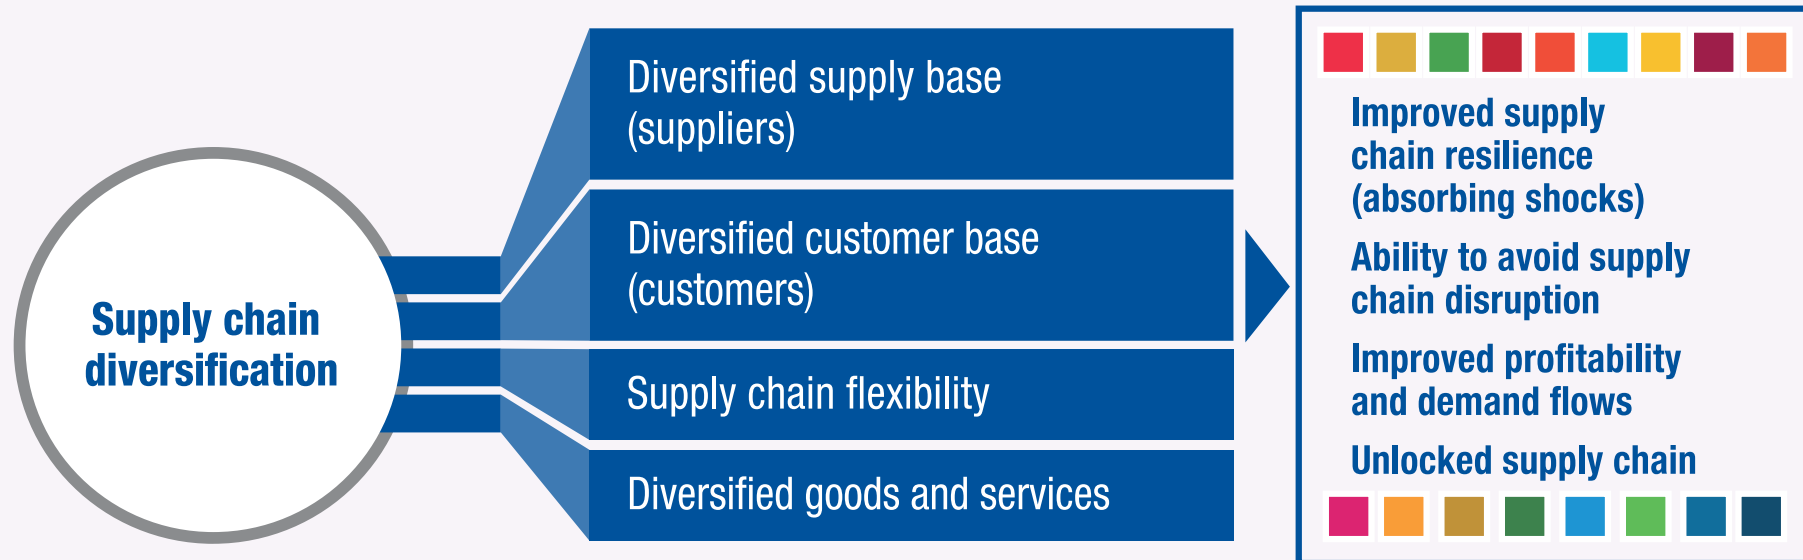 Supply chain
diversification
Diversified supply base
(suppliers)
Diversified customer base
(customers)
Supply chain flexibility
Diversified goods and services
Improved supply
chain resilience
(absorbing shocks)
Ability to avoid supply
chain disruption
Improved profitability
and demand flows
Unlocked supply chain